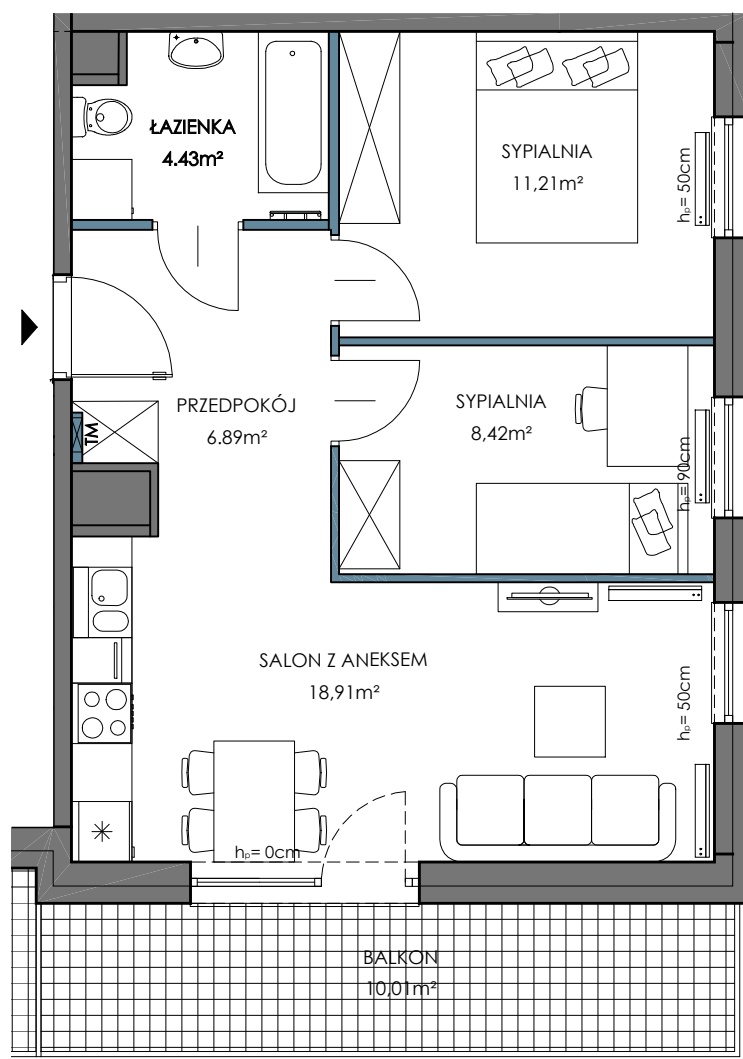 ŁAZIENKA
4.43m²
SYPIALNIA
11,21m²
hₚ= 50cm
PRZEDPOKÓJ
6.89m²
TM
SYPIALNIA
8,42m²
hₚ= 90cm
SALON Z ANEKSEM
18,91m²
hₚ= 50cm
hₚ= 0cm
BALKON
10,01m²